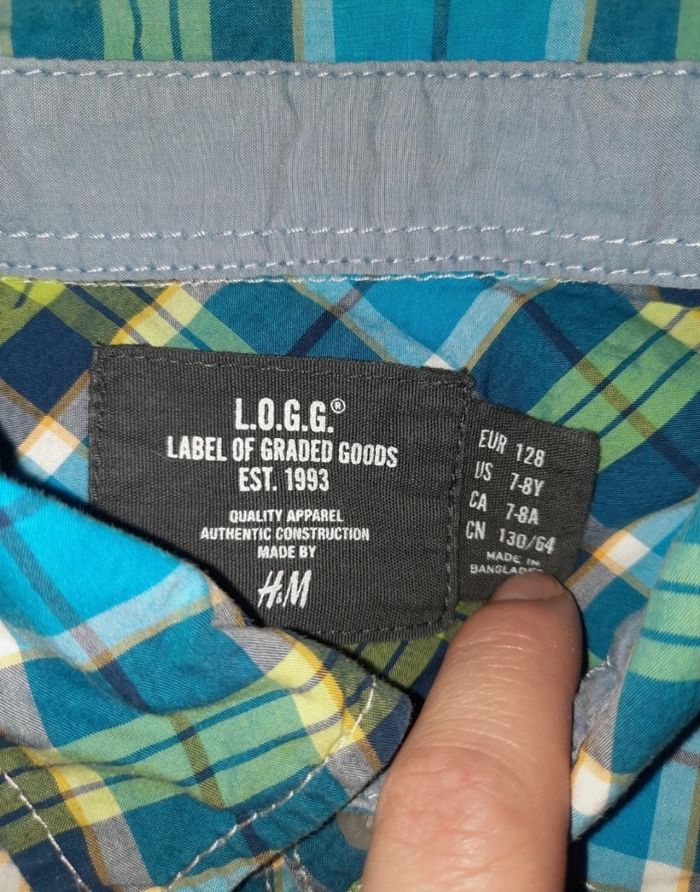 L.O.G.G.®
LABEL OF GRADED GOODS
EST. 1993
QUALITY APPAREL
AUTHENTIC CONSTRUCTION
MADE BY
H&M
EUR 128
US 7-8Y
CA 7-8A
CN 130/64
MADE IN